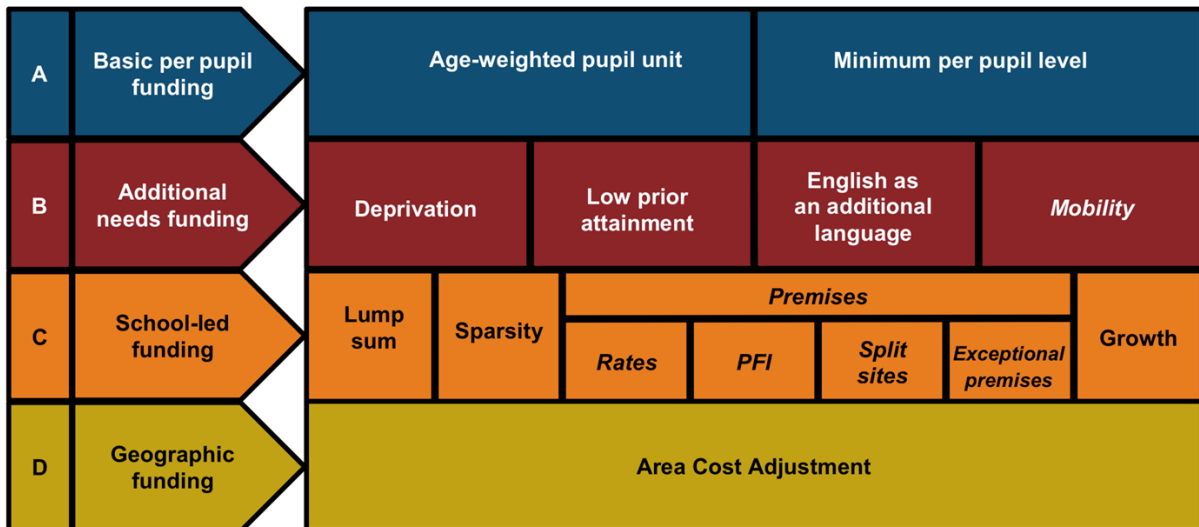 A
Basic per pupil
funding
Age-weighted pupil unit
Minimum per pupil level
B
Additional
needs funding
Deprivation
Low prior
attainment
English as
an additional
language
Mobility
C
School-led
funding
Lump
sum
Sparsity
Premises
Rates
PFI
Split
sites
Exceptional
premises
Growth
D
Geographic
funding
Area Cost Adjustment